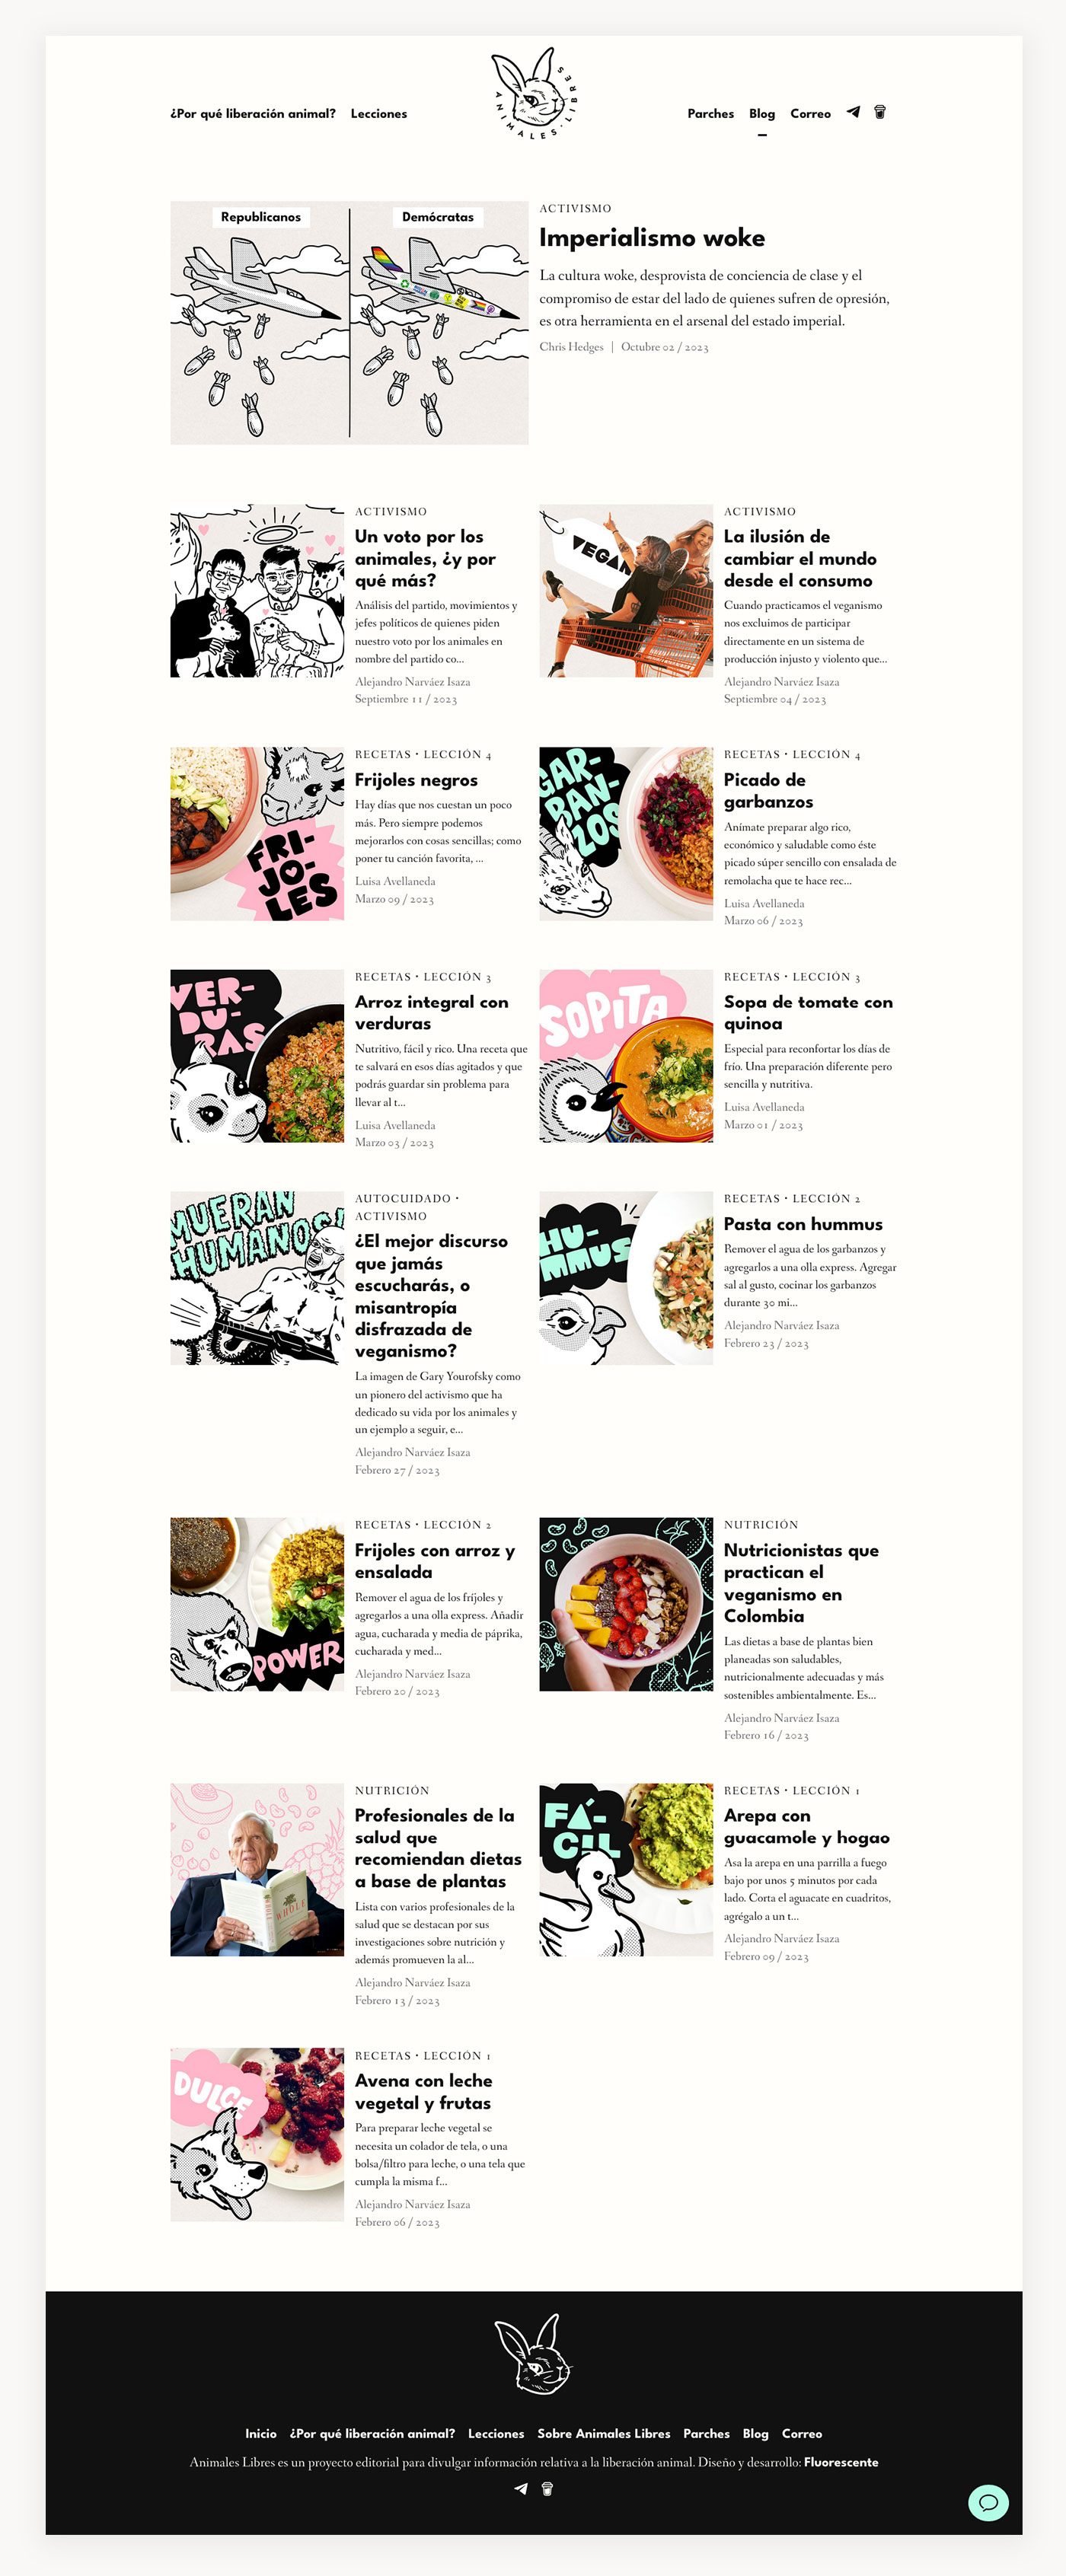 ¿Por qué liberación animal? Lecciones
ANIMALES·LIBRES
Parches Blog Correo
Republicanos Demócratas
ACTIVISMO
Imperialismo woke
La cultura woke, desprovista de conciencia de clase y el
compromiso de estar del lado de quienes sufren de opresión,
es otra herramienta en el arsenal del estado imperial.
Chris Hedges | Octubre 02 / 2023
ACTIVISMO
Un voto por los
animales, ¿y por
qué más?
Análisis del partido, movimientos y
jefes políticos de quienes piden
nuestro voto por los animales en
nombre del partido co...
Alejandro Narváez Isaza
Septiembre 11 / 2023
VEGAN
ACTIVISMO
La ilusión de
cambiar el mundo
desde el consumo
Cuando practicamos el veganismo
nos excluimos de participar
directamente en un sistema de
producción injusto y violento que...
Alejandro Narváez Isaza
Septiembre 04 / 2023
FRI-
JO-
LES
RECETAS • LECCIÓN 4
Frijoles negros
Hay días que nos cuestan un poco
más. Pero siempre podemos
mejorarlos con cosas sencillas; como
poner tu canción favorita, ...
Luisa Avellaneda
Marzo 09 / 2023
GAR-
BAN-
ZOS
RECETAS • LECCIÓN 4
Picado de
garbanzos
Anímate preparar algo rico,
económico y saludable como éste
picado súper sencillo con ensalada de
remolacha que te hace rec...
Luisa Avellaneda
Marzo 06 / 2023
VER-
DU-
RAS
RECETAS • LECCIÓN 3
Arroz integral con
verduras
Nutritivo, fácil y rico. Una receta que
te salvará en esos días agitados y que
podrás guardar sin problema para
llevar al t...
Luisa Avellaneda
Marzo 03 / 2023
SOPITA
RECETAS • LECCIÓN 3
Sopa de tomate con
quinoa
Especial para reconfortar los días de
frío. Una preparación diferente pero
sencilla y nutritiva.
Luisa Avellaneda
Marzo 01 / 2023
MUERAN
HUMANOS!
AUTOCUIDADO •
ACTIVISMO
¿El mejor discurso
que jamás
escucharás, o
misantropía
disfrazada de
veganismo?
La imagen de Gary Yourofsky como
un pionero del activismo que ha
dedicado su vida por los animales y
un ejemplo a seguir, e...
Alejandro Narváez Isaza
Febrero 27 / 2023
HU-
MMUS
RECETAS • LECCIÓN 2
Pasta con hummus
Remover el agua de los garbanzos y
agregarlos a una olla express. Agregar
sal al gusto, cocinar los garbanzos
durante 30 mi...
Alejandro Narváez Isaza
Febrero 23 / 2023
POWER
RECETAS • LECCIÓN 2
Frijoles con arroz y
ensalada
Remover el agua de los frijoles y
agregarlos a una olla express. Añadir
agua, cucharada y media de páprika,
cucharada y med...
Alejandro Narváez Isaza
Febrero 20 / 2023
NUTRICIÓN
Nutricionistas que
practican el
veganismo en
Colombia
Las dietas a base de plantas bien
planeadas son saludables,
nutricionalmente adecuadas y más
sostenibles ambientalmente. Es...
Alejandro Narváez Isaza
Febrero 16 / 2023
WHOLE
NUTRICIÓN
Profesionales de la
salud que
recomiendan dietas
a base de plantas
Lista con varios profesionales de la
salud que se destacan por sus
investigaciones sobre nutrición y
además promueven la al...
Alejandro Narváez Isaza
Febrero 13 / 2023
FÁ-
CIL
RECETAS • LECCIÓN 1
Arepa con
guacamole y hogao
Asa la arepa en una parrilla a fuego
bajo por unos 5 minutos por cada
lado. Corta el aguacate en cuadritos,
agrégalo a un t...
Alejandro Narváez Isaza
Febrero 09 / 2023
DULCE
RECETAS • LECCIÓN 1
Avena con leche
vegetal y frutas
Para preparar leche vegetal se
necesita un colador de tela, o una
bolsa/filtro para leche, o una tela que
cumpla la misma f...
Alejandro Narváez Isaza
Febrero 06 / 2023
Inicio ¿Por qué liberación animal? Lecciones Sobre Animales Libres Parches Blog Correo
Animales Libres es un proyecto editorial para divulgar información relativa a la liberación animal. Diseño y desarrollo: Fluorescente